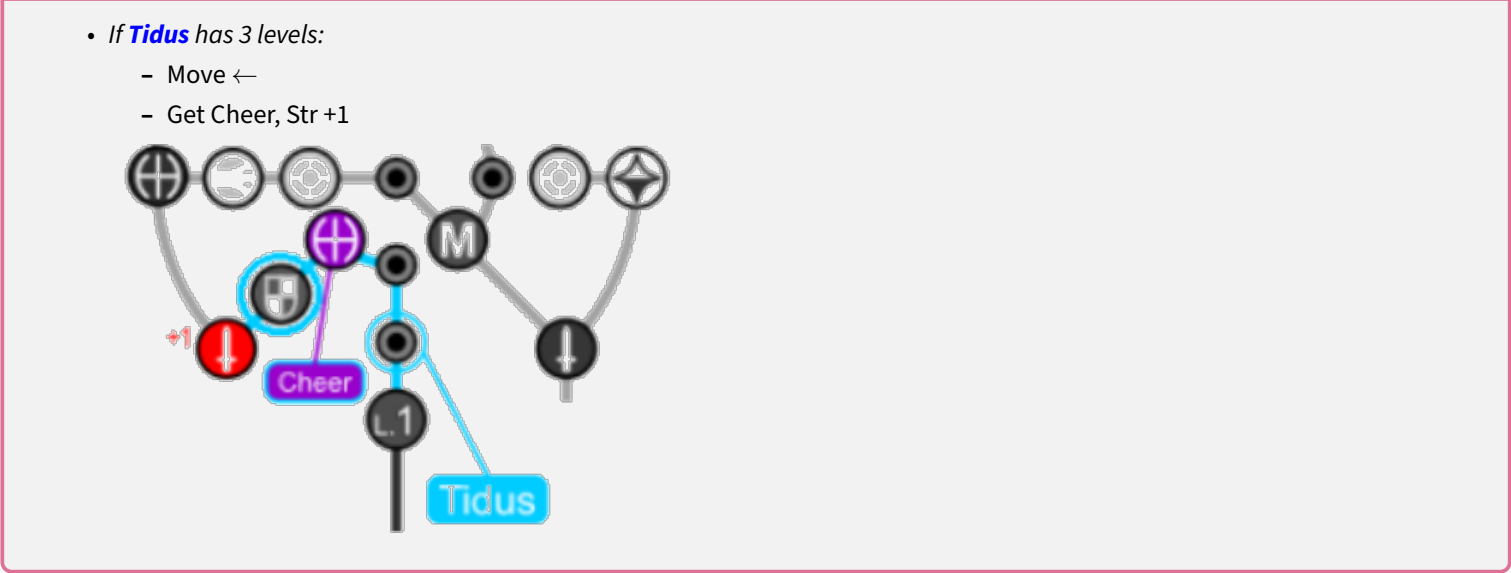 • If Tidus has 3 levels:
– Move ←
– Get Cheer, Str +1
M
+1
Cheer
L.1
Tidus